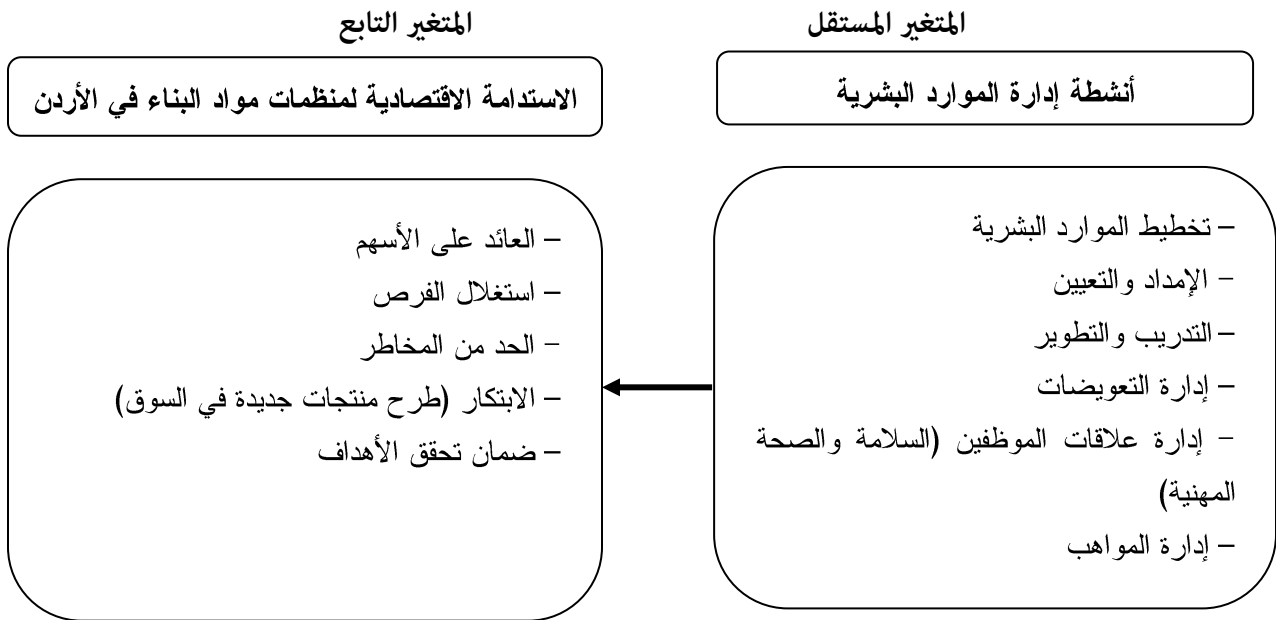 المتغير المستقل
أنشطة إدارة الموارد البشرية
– تخطيط الموارد البشرية
– الإمداد والتعيين
– التدريب والتطوير
– إدارة التعويضات
– إدارة علاقات الموظفين (السلامة والصحة
المهنية)
– إدارة المواهب
المتغير التابع
الاستدامة الاقتصادية لمنظمات مواد البناء في الأردن
– العائد على الأسهم
– استغلال الفرص
– الحد من المخاطر
– الابتكار (طرح منتجات جديدة في السوق)
– ضمان تحقق الأهداف